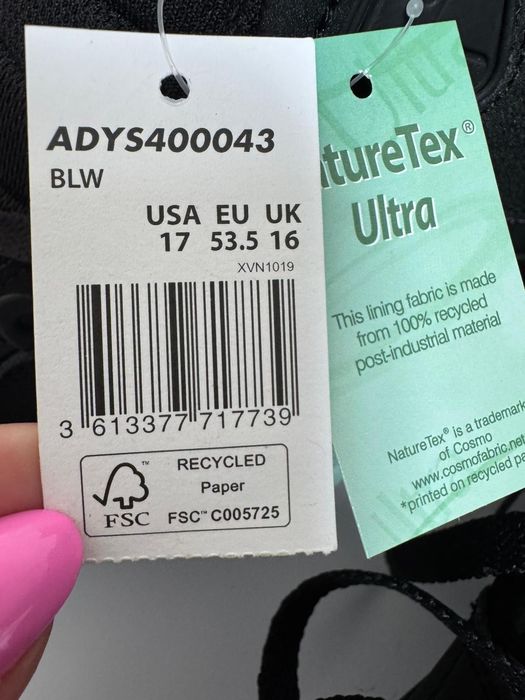 ADYS400043
BLW
USA EU UK
17 53.5 16
XVN1019
3 613377 717739
RECYCLED
Paper
FSC™ C005725
™
FSC
tureTex®
Ultra
This lining fabric is made
from 100% recycled
post-industrial material
NatureTex® is a trademark
of Cosmo
www.cosmofabric.net
*printed on recycled pa